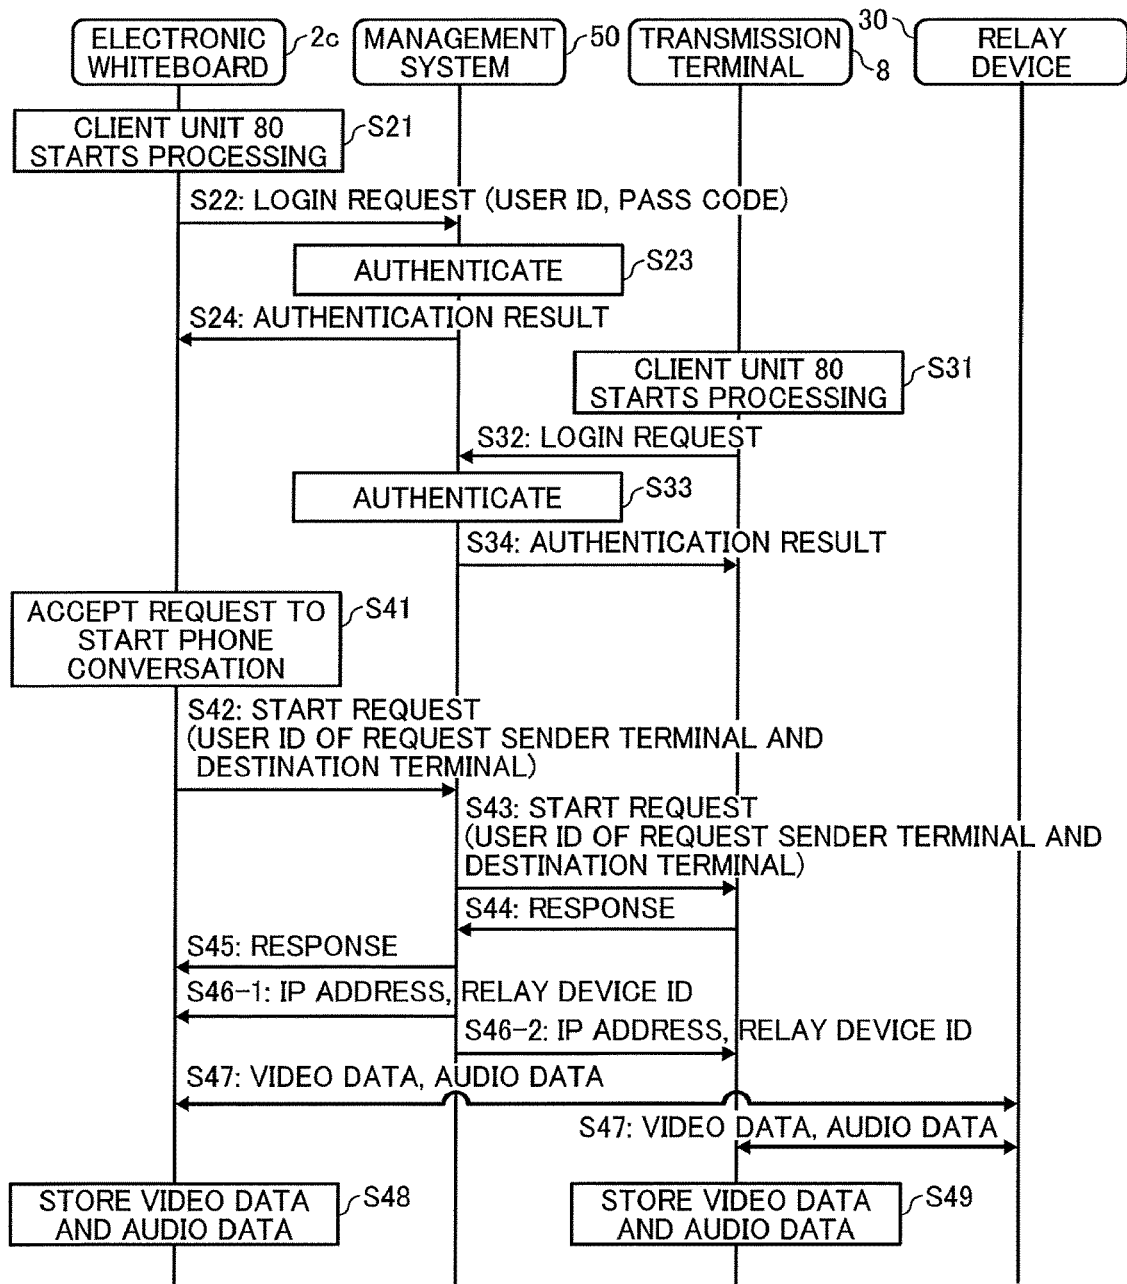 ELECTRONIC
WHITEBOARD
2c
MANAGEMENT
SYSTEM
50
TRANSMISSION
TERMINAL
8
30
RELAY
DEVICE
CLIENT UNIT 80
STARTS PROCESSING
S21
S22: LOGIN REQUEST (USER ID, PASS CODE)
AUTHENTICATE
S23
S24: AUTHENTICATION RESULT
CLIENT UNIT 80
STARTS PROCESSING
S31
S32: LOGIN REQUEST
AUTHENTICATE
S33
S34: AUTHENTICATION RESULT
ACCEPT REQUEST TO
START PHONE
CONVERSATION
S41
S42: START REQUEST
(USER ID OF REQUEST SENDER TERMINAL AND
DESTINATION TERMINAL)
S43: START REQUEST
(USER ID OF REQUEST SENDER TERMINAL AND
DESTINATION TERMINAL)
S44: RESPONSE
S45: RESPONSE
S46-1: IP ADDRESS, RELAY DEVICE ID
S46-2: IP ADDRESS, RELAY DEVICE ID
S47: VIDEO DATA, AUDIO DATA
S47: VIDEO DATA, AUDIO DATA
STORE VIDEO DATA
AND AUDIO DATA
S48
STORE VIDEO DATA
AND AUDIO DATA
S49